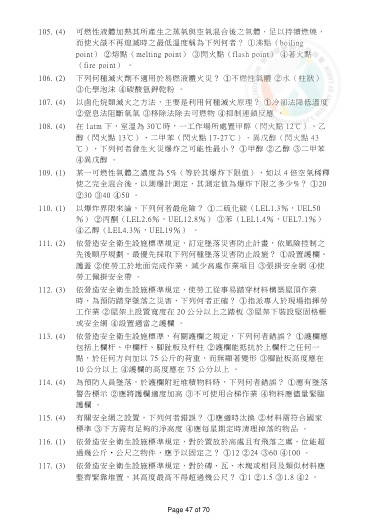 105. (4) 可燃性液體加熱其所產生之蒸氣與空氣混合後之氣體，足以持續燃燒，
而使火議不再熄滅時之最低溫度稱為下列何者？ ①沸點（boiling
point） ②熔點（melting point） ③閃火點（flash point） ④著火點
（fire point） 。
106. (2) 下列何種滅火劑不適用於易燃液體火災？ ①不燃性氣體 ②水（柱狀）
③化學泡沫 ④碳酸氫鉀乾粉 。
107. (4) 以鹵化烷類滅火之方法，主要是利用何種滅火原理？ ①冷卻法降低溫度
②窒息法阻斷氧氣 ③移除法除去可燃物 ④抑制連鎖反應 。
108. (4) 在 1atm 下，室溫為 30℃時，一工作場所處置甲醇（閃火點 12℃）、乙
醇（閃火點 13℃）、二甲苯（閃火點 17-27℃）、異戊醇（閃火點 43
℃），下列何者發生火災爆炸之可能性最小？ ①甲醇 ②乙醇 ③二甲苯
④異戊醇 。
109. (1) 某一可燃性氣體之濃度為 5%（等於其爆炸下限值），如以 4 倍空氣稀釋
使之完全混合後，以測爆計測定，其測定值為爆炸下限之多少%？ ①20
②30 ③40 ④50 。
110. (1) 以爆炸界限來論，下列何者最危險？ ①二硫化碳（LEL1.3%，UEL50
%） ②丙酮（LEL2.6%，UEL12.8%） ③苯（LEL1.4%，UEL7.1%）
④乙醇（LEL4.3%，UEL19%） 。
111. (2) 依營造安全衛生設施標準規定，訂定墜落災害防止計畫，依風險控制之
先後順序規劃，最優先採取下列何種墜落災害防止設施？ ①設置護欄、
護蓋 ②使勞工於地面完成作業，減少高處作業項目 ③張掛安全網 ④使
勞工佩掛安全帶 。
112. (3) 依營造安全衛生設施標準規定，使勞工從事易踏穿材料構築屋頂作業
時，為預防踏穿墜落之災害，下列何者正確？ ①指派專人於現場指揮勞
工作業 ②屋架上設置寬度在 20 公分以上之踏板 ③屋架下裝設堅固格柵
或安全網 ④設置適當之護欄 。
113. (4) 依營造安全衛生設施標準規定，有關護欄之規定，下列何者錯誤？ ①護欄應
包括上欄杆、中欄杆、腳趾板及杆柱 ②護欄能抵抗於上欄杆之任何一
點，於任何方向加以 75 公斤的荷重，而無顯著變形 ③腳趾板高度應在
10 公分以上 ④護欄的高度應在 75 公分以上 。
114. (4) 為預防人員墜落，於護欄附近堆積物料時，下列何者錯誤？ ①應有墜落
警告標示 ②應將護欄適度加高 ③不可使用合梯作業 ④物料應儘量緊臨
護欄 。
115. (4) 有關安全網之設置，下列何者錯誤？ ①應適時汰換 ②材料需符合國家
標準 ③下方需有足夠的淨高度 ④應每星期定時清理掉落的物品 。
116. (1) 依營造安全衛生設施標準規定，對於置放於高處且有飛落之虞，位能超
過幾公斤・公尺之物件，應予以固定之？ ①12 ②24 ③60 ④100 。
117. (3) 依營造安全衛生設施標準規定，對於磚、瓦、木塊或相同及類似材料應
整齊緊靠堆置，其高度最高不得超過幾公尺？ ①1 ②1.5 ③1.8 ④2 。
Page 47 of 70